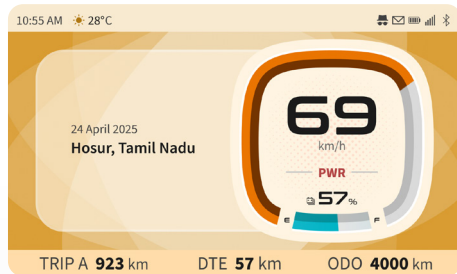 10:55 AM 28°C
24 April 2025
Hosur, Tamil Nadu
69
km/h
PWR
57%
E F
TRIP A 923 km DTE 57 km ODO 4000 km